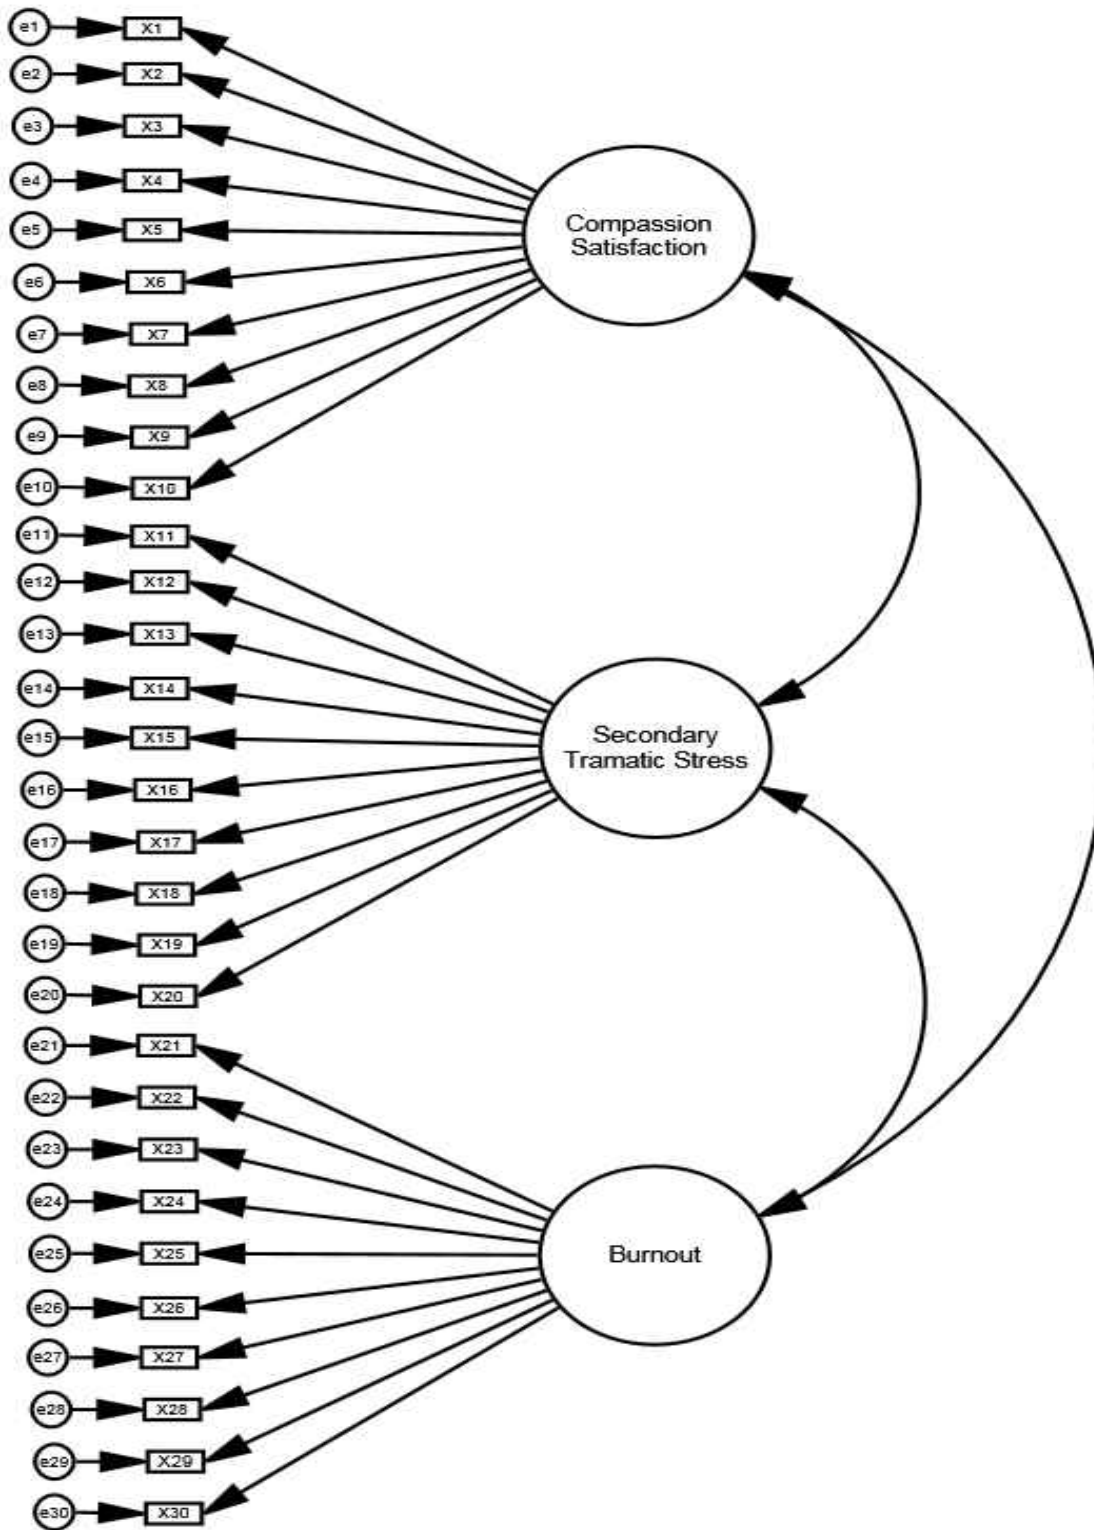 e1 X1
e2 X2
e3 X3
e4 X4
e5 X5
e6 X6
e7 X7
e8 X8
e9 X9
e10 X10
Compassion
Satisfaction
e11 X11
e12 X12
e13 X13
e14 X14
e15 X15
e16 X16
e17 X17
e18 X18
e19 X19
e20 X20
Secondary
Tramatic Stress
e21 X21
e22 X22
e23 X23
e24 X24
e25 X25
e26 X26
e27 X27
e28 X28
e29 X29
e30 X30
Burnout